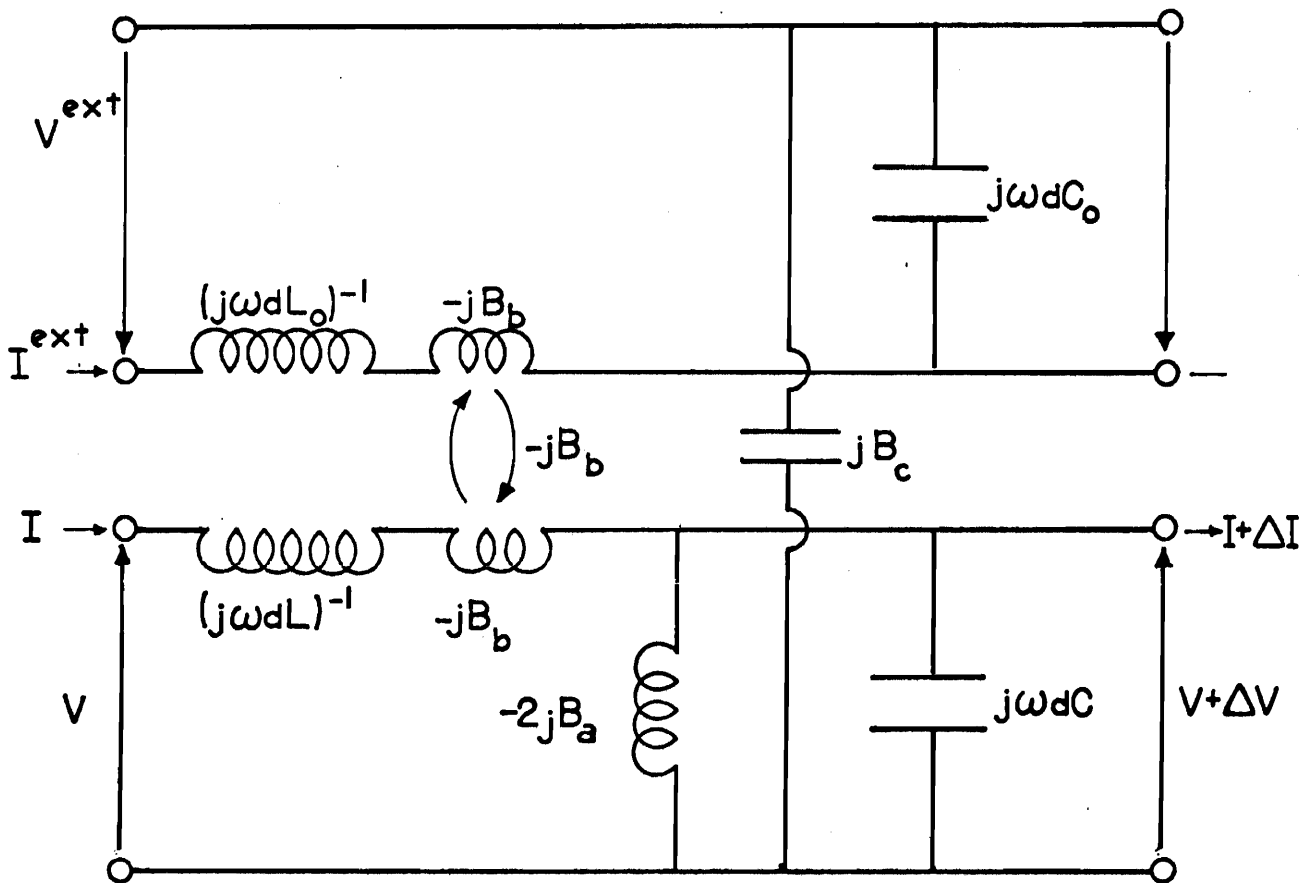 V^ext
jωdC₀
(jωdL₀)⁻¹
-jB_b
I^ext
-jB_b
jB_c
I
I+ΔI
(jωdL)⁻¹
-jB_b
V
-2jB_a
jωdC
V+ΔV